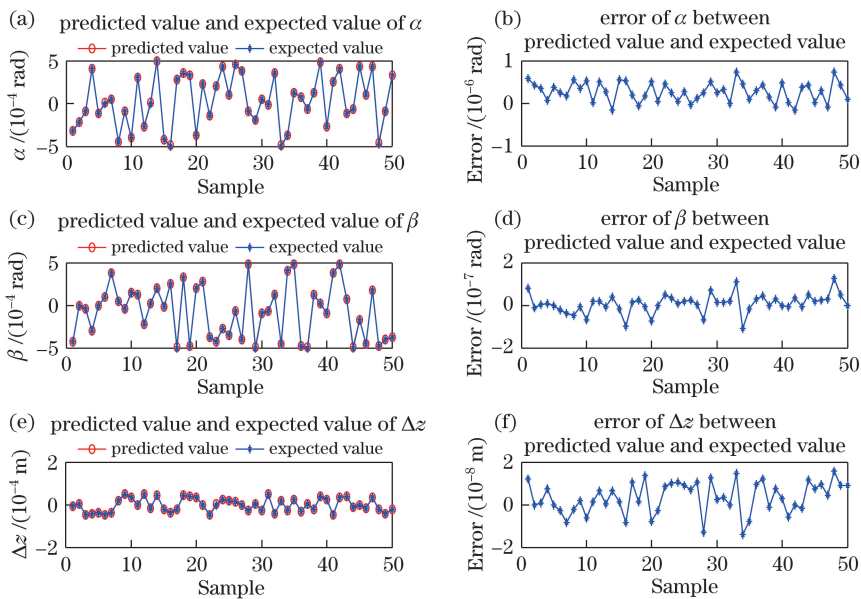 (a)
predicted value and expected value of α
predicted value
expected value
α /(10⁻⁴ rad)
5
0
−5
0 10 20 30 40 50
Sample
(b)
error of α between
predicted value and expected value
Error /(10⁻⁶ rad)
1
0
−1
0 10 20 30 40 50
Sample
(c)
predicted value and expected value of β
predicted value
expected value
β /(10⁻⁴ rad)
5
0
−5
0 10 20 30 40 50
Sample
(d)
error of β between
predicted value and expected value
Error /(10⁻⁷ rad)
2
0
−2
0 10 20 30 40 50
Sample
(e)
predicted value and expected value of Δz
predicted value
expected value
Δz /(10⁻⁴ m)
2
0
−2
0 10 20 30 40 50
Sample
(f)
error of Δz between
predicted value and expected value
Error /(10⁻⁸ m)
2
0
−2
0 10 20 30 40 50
Sample